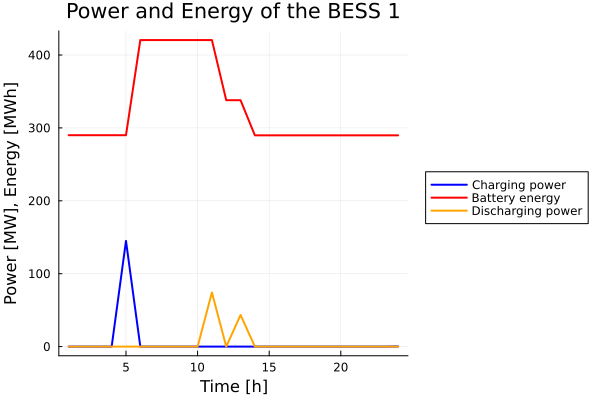 Power and Energy of the BESS 1
Power [MW], Energy [MWh]
400
300
200
100
0
5
10
15
20
Time [h]
Charging power
Battery energy
Discharging power